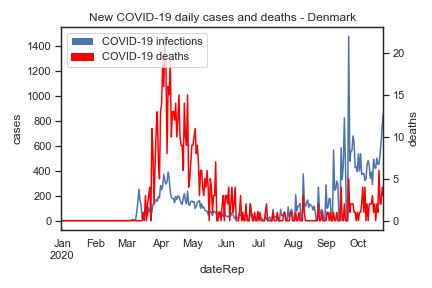 New COVID-19 daily cases and deaths - Denmark
COVID-19 infections
COVID-19 deaths
cases
1400
1200
1000
800
600
400
200
0
deaths
20
15
10
5
0
Jan Feb Mar Apr May Jun Jul Aug Sep Oct
2020
dateRep